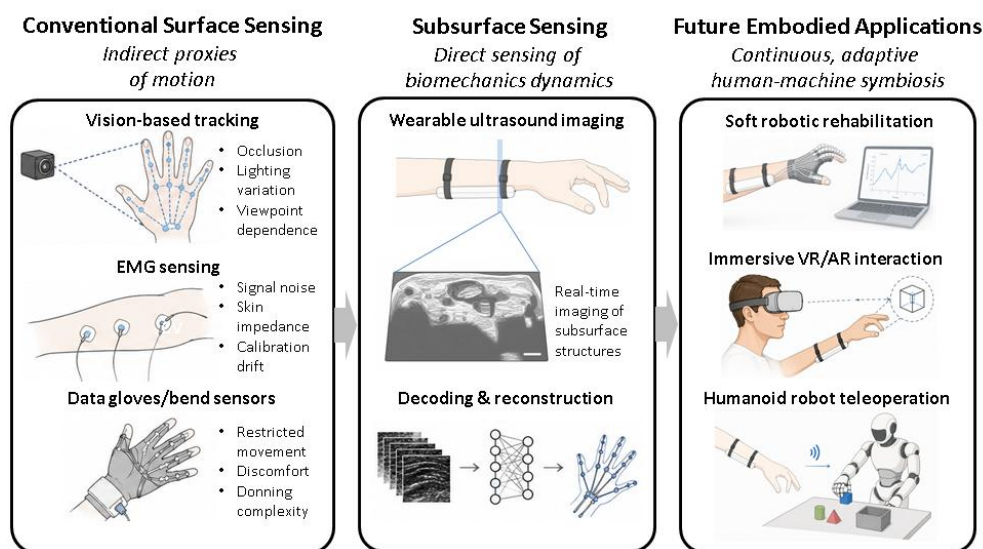 Conventional Surface Sensing
Indirect proxies
of motion
Vision-based tracking
• Occlusion
• Lighting
variation
• Viewpoint
dependence
EMG sensing
• Signal noise
• Skin
impedance
• Calibration
drift
Data gloves/bend sensors
• Restricted
movement
• Discomfort
• Donning
complexity
Subsurface Sensing
Direct sensing of
biomechanics dynamics
Wearable ultrasound imaging
Real-time
imaging of
subsurface
structures
Decoding & reconstruction
Future Embodied Applications
Continuous, adaptive
human-machine symbiosis
Soft robotic rehabilitation
Immersive VR/AR interaction
Humanoid robot teleoperation